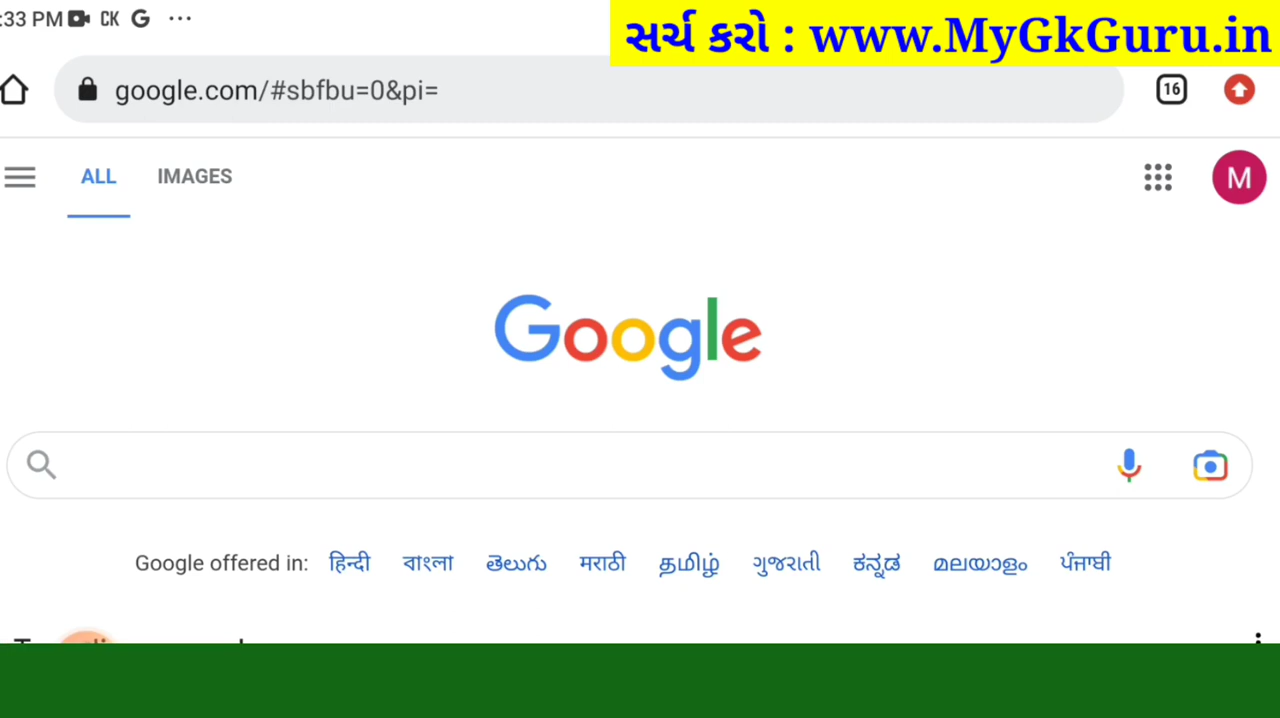 :33 PM CK G ...
સર્ચ કરો : www.MyGkGuru.in
google.com/#sbfbu=0&pi=
16
ALL IMAGES
M
Google
Google offered in: हिन्दी বাংলা తెలుగు मराठी தமிழ் ગુજરાતી ಕನ್ನಡ മലയാളം ਪੰਜਾਬੀ